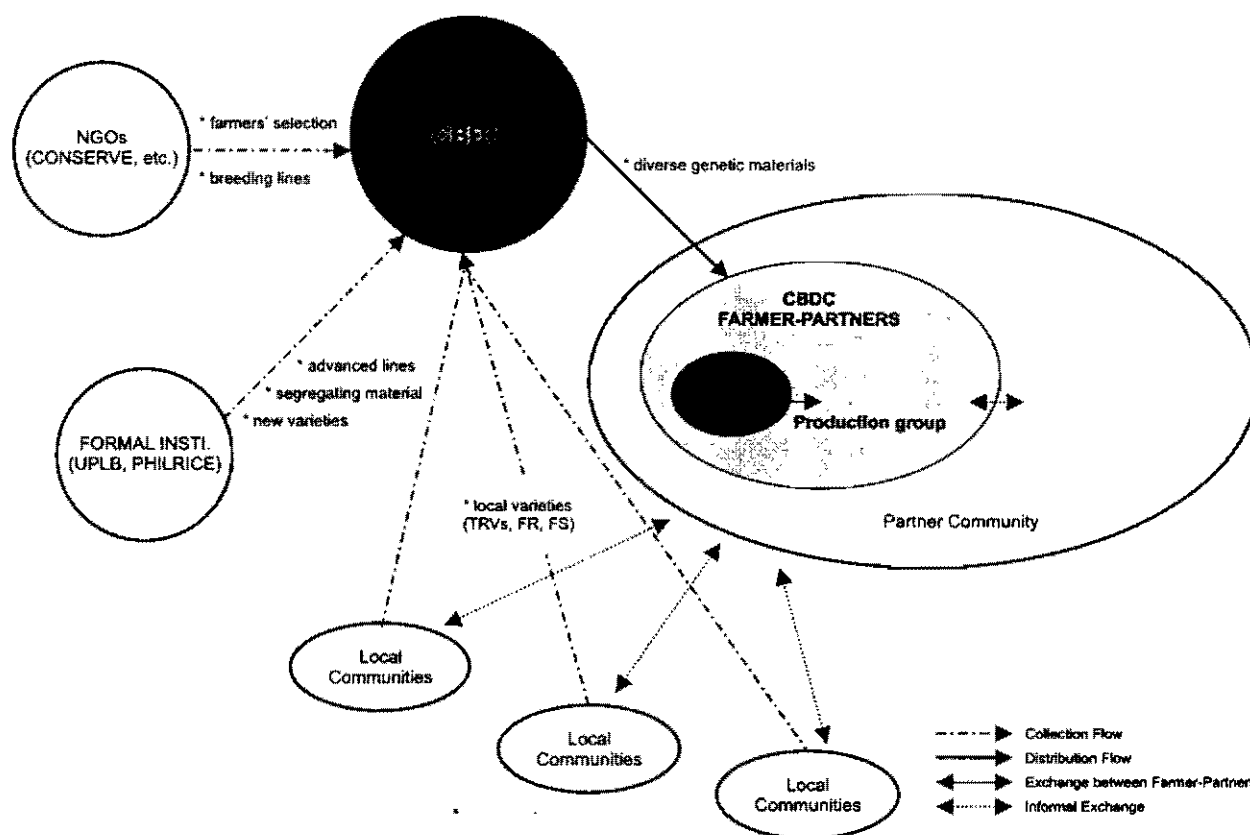 NGOs
(CONSERVE, etc.)
* farmers' selection
* breeding lines
* diverse genetic materials
CBDC
FARMER-PARTNERS
Production group
* advanced lines
* segregating material
* new varieties
FORMAL INSTI.
(UPLB, PHILRICE)
* local varieties
(TRVs, FR, FS)
Partner Community
Local
Communities
Local
Communities
Local
Communities
Collection Flow
Distribution Flow
Exchange between Farmer-Partner
Informal Exchange